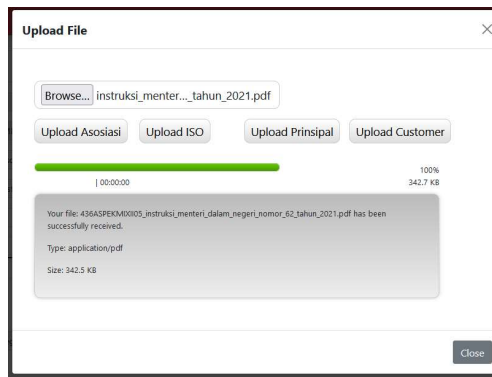 Upload File
Browse... instruksi_menter..._tahun_2021.pdf
Upload Asosiasi Upload ISO Upload Prinsipal Upload Customer
100%
| 00:00:00 342.7 KB
Your file: 436ASPEKMIXII05_instruksi_menteri_dalam_negeri_nomor_62_tahun_2021.pdf has been
successfully received.
Type: application/pdf
Size: 342.5 KB
Close